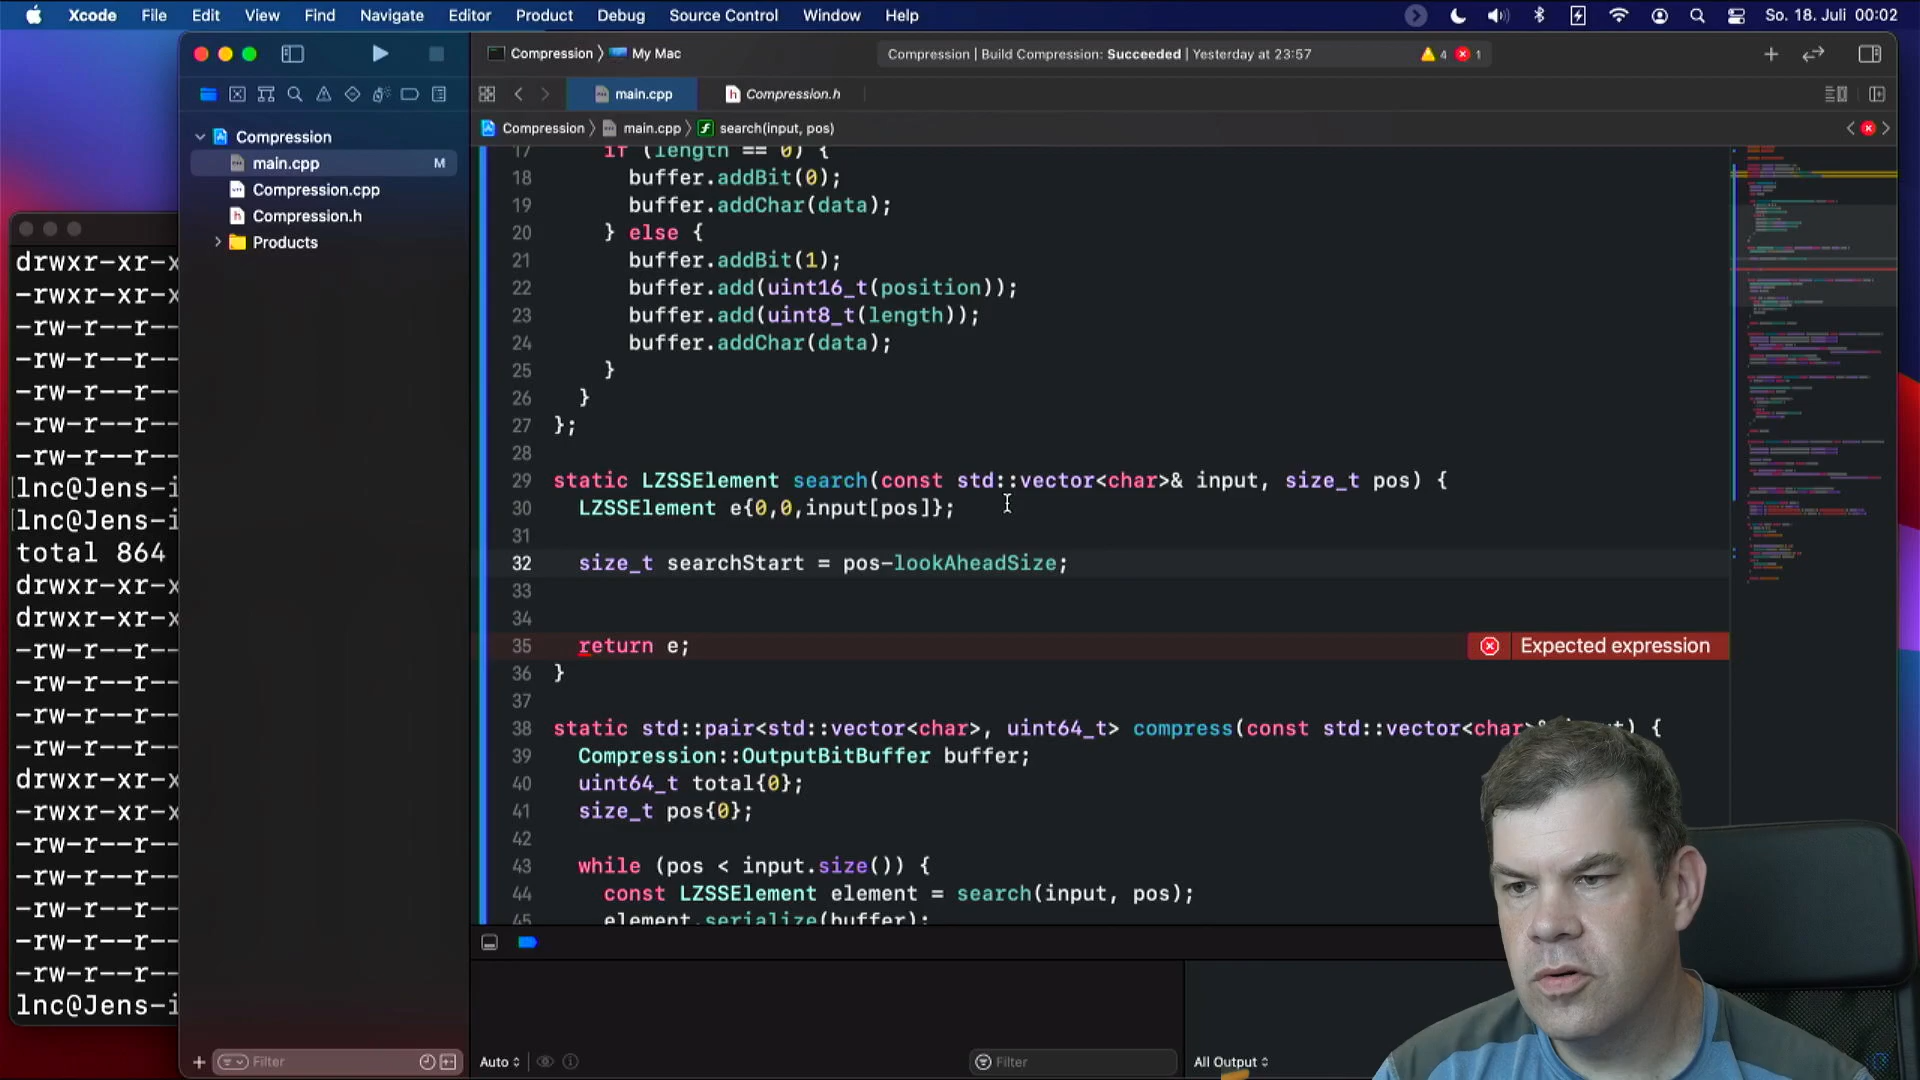 Xcode File Edit View Find Navigate Editor Product Debug Source Control Window Help So. 18. Juli 00:02
Compression 〉 My Mac
Compression | Build Compression: Succeeded | Yesterday at 23:57 4 1
main.cpp Compression.h
Compression 〉 main.cpp 〉 search(input, pos)
Compression
main.cpp M
Compression.cpp
Compression.h
Products
drwxr-xr-x
-rwxr-xr-x
-rw-r--r--
-rw-r--r--
-rw-r--r--
-rw-r--r--
-rw-r--r--
lnc@Jens-i
lnc@Jens-i
total 864
drwxr-xr-x
drwxr-xr-x
-rw-r--r--
-rw-r--r--
-rw-r--r--
-rw-r--r--
drwxr-xr-x
-rwxr-xr-x
-rw-r--r--
-rw-r--r--
-rw-r--r--
-rw-r--r--
-rw-r--r--
lnc@Jens-i
17 if (length == 0) {
18 buffer.addBit(0);
19 buffer.addChar(data);
20 } else {
21 buffer.addBit(1);
22 buffer.add(uint16_t(position));
23 buffer.add(uint8_t(length));
24 buffer.addChar(data);
25 }
26 }
27 };
28
29 static LZSSElement search(const std::vector<char>& input, size_t pos) {
30 LZSSElement e{0,0,input[pos]};
31
32 size_t searchStart = pos-lookAheadSize;
33
34
35 return e; Expected expression
36 }
37
38 static std::pair<std::vector<char>, uint64_t> compress(const std::vector<char>& input) {
39 Compression::OutputBitBuffer buffer;
40 uint64_t total{0};
41 size_t pos{0};
42
43 while (pos < input.size()) {
44 const LZSSElement element = search(input, pos);
45 element.serialize(buffer);
Filter
Auto
Filter
All Output